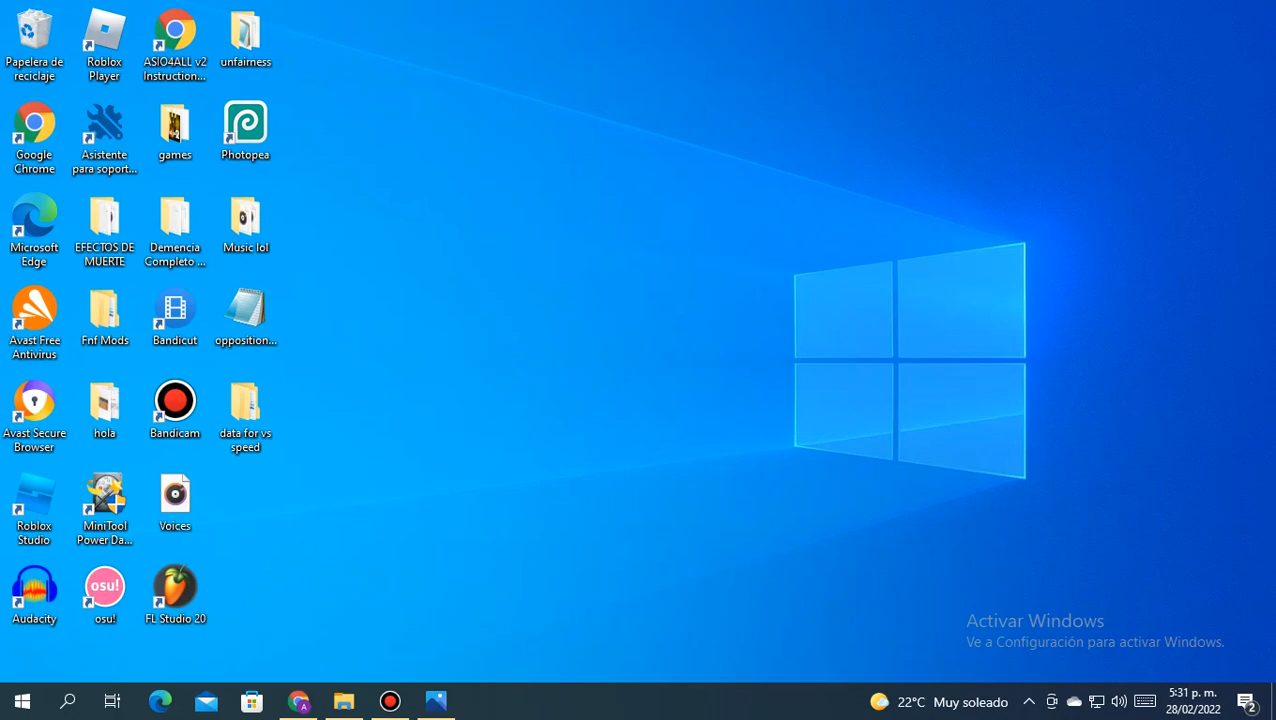 Papelera de
reciclaje
Roblox
Player
ASIO4ALL v2
Instruction...
unfairness
Google
Chrome
Asistente
para soport...
games
Photopea
Microsoft
Edge
EFECTOS DE
MUERTE
Demencia
Completo ...
Music lol
Avast Free
Antivirus
Fnf Mods
Bandicut
opposition...
Avast Secure
Browser
hola
Bandicam
data for vs
speed
Roblox
Studio
MiniTool
Power Da...
Voices
Audacity
osu!
osu!
FL Studio 20
Activar Windows
Ve a Configuración para activar Windows.
A
22°C Muy soleado
5:31 p. m.
28/02/2022
2